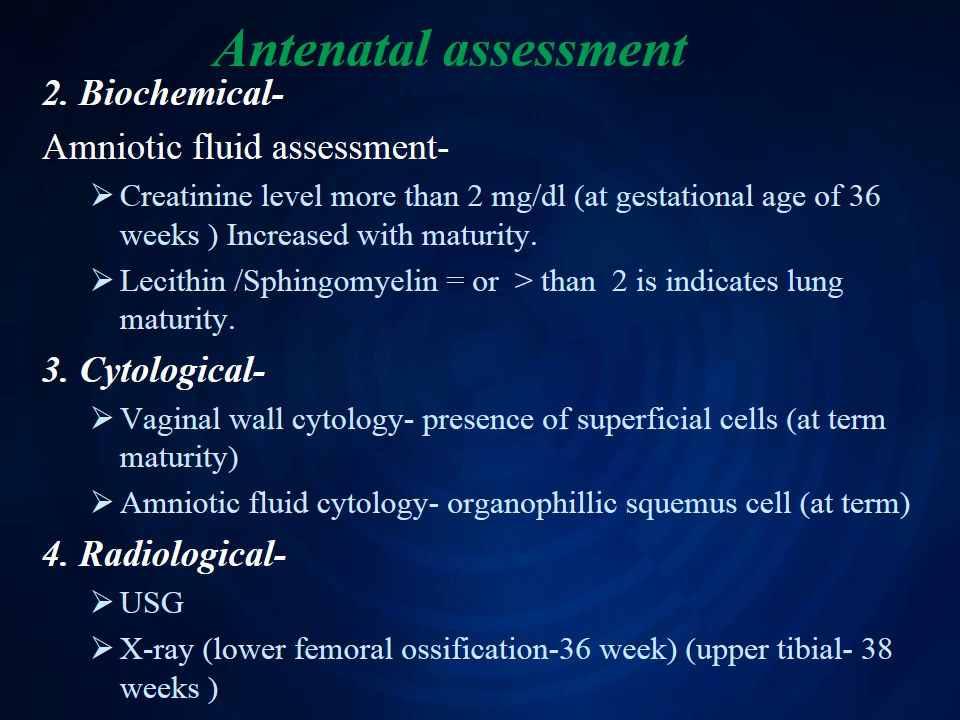 Antenatal assessment
2. Biochemical-
Amniotic fluid assessment-
➢ Creatinine level more than 2 mg/dl (at gestational age of 36
weeks ) Increased with maturity.
➢ Lecithin /Sphingomyelin = or > than 2 is indicates lung
maturity.
3. Cytological-
➢ Vaginal wall cytology- presence of superficial cells (at term
maturity)
➢ Amniotic fluid cytology- organophillic squemus cell (at term)
4. Radiological-
➢ USG
➢ X-ray (lower femoral ossification-36 week) (upper tibial- 38
weeks )